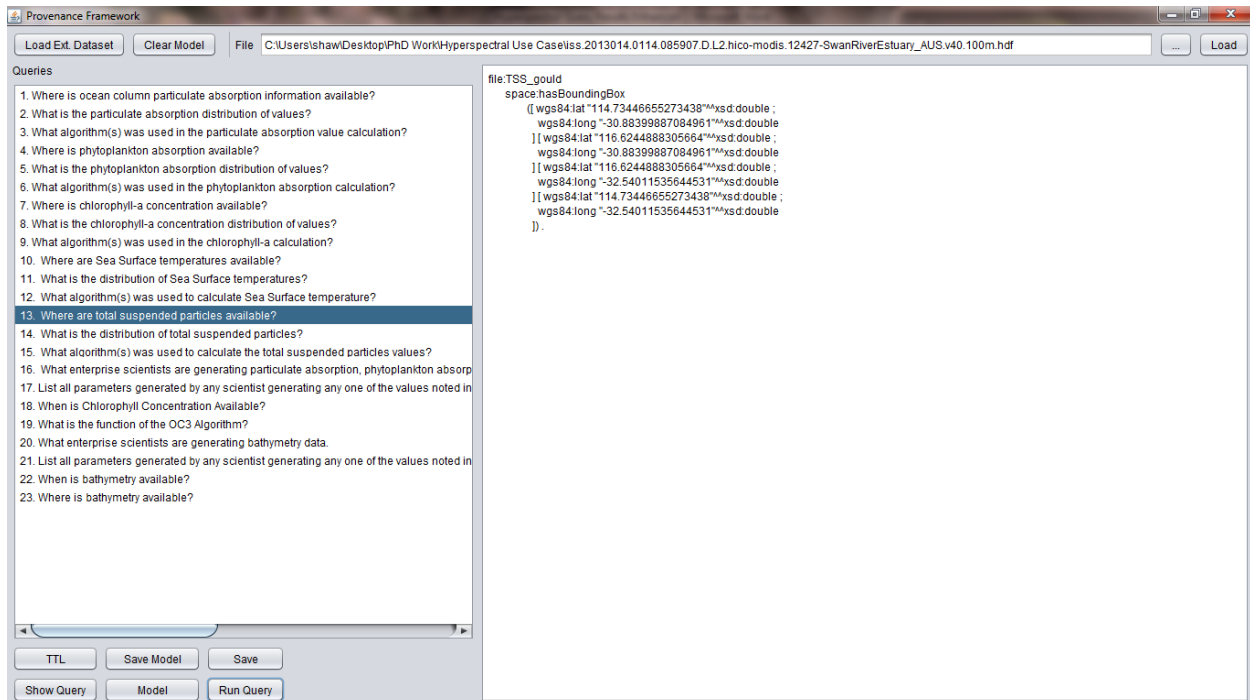 Provenance Framework
Load Ext. Dataset Clear Model File C:\Users\shaw\Desktop\PhD Work\Hyperspectral Use Case\iss.2013014.0114.085907.D.L2.hico-modis.12427-SwanRiverEstuary_AUS.v40.100m.hdf ... Load
Queries
1. Where is ocean column particulate absorption information available?
2. What is the particulate absorption distribution of values?
3. What algorithm(s) was used in the particulate absorption value calculation?
4. Where is phytoplankton absorption available?
5. What is the phytoplankton absorption distribution of values?
6. What algorithm(s) was used in the phytoplankton absorption calculation?
7. Where is chlorophyll-a concentration available?
8. What is the chlorophyll-a concentration distribution of values?
9. What algorithm(s) was used in the chlorophyll-a calculation?
10. Where are Sea Surface temperatures available?
11. What is the distribution of Sea Surface temperatures?
12. What algorithm(s) was used to calculate Sea Surface temperature?
13. Where are total suspended particles available?
14. What is the distribution of total suspended particles?
15. What algorithm(s) was used to calculate the total suspended particles values?
16. What enterprise scientists are generating particulate absorption, phytoplankton absorp
17. List all parameters generated by any scientist generating any one of the values noted in
18. When is Chlorophyll Concentration Available?
19. What is the function of the OC3 Algorithm?
20. What enterprise scientists are generating bathymetry data.
21. List all parameters generated by any scientist generating any one of the values noted in
22. When is bathymetry available?
23. Where is bathymetry available?
TTL Save Model Save
Show Query Model Run Query
file:TSS_gould
space:hasBoundingBox
([ wgs84:lat "114.73446655273438"^^xsd:double ;
wgs84:long "-30.88399887084961"^^xsd:double
] [ wgs84:lat "116.6244888305664"^^xsd:double ;
wgs84:long "-30.88399887084961"^^xsd:double
] [ wgs84:lat "116.6244888305664"^^xsd:double ;
wgs84:long "-32.54011535644531"^^xsd:double
] [ wgs84:lat "114.73446655273438"^^xsd:double ;
wgs84:long "-32.54011535644531"^^xsd:double
]) .